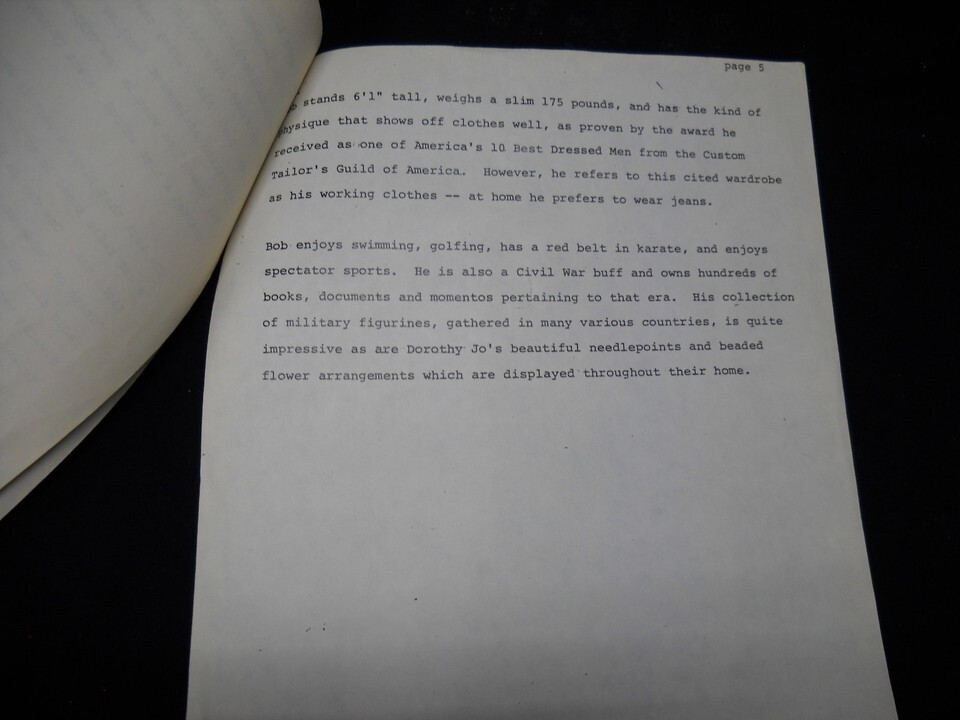 page 5
stands 6'1" tall, weighs a slim 175 pounds, and has the kind of
physique that shows off clothes well, as proven by the award he
received as one of America's 10 Best Dressed Men from the Custom
Tailor's Guild of America. However, he refers to this cited wardrobe
as his working clothes -- at home he prefers to wear jeans.
Bob enjoys swimming, golfing, has a red belt in karate, and enjoys
spectator sports. He is also a Civil War buff and owns hundreds of
books, documents and momentos pertaining to that era. His collection
of military figurines, gathered in many various countries, is quite
impressive as are Dorothy Jo's beautiful needlepoints and beaded
flower arrangements which are displayed throughout their home.